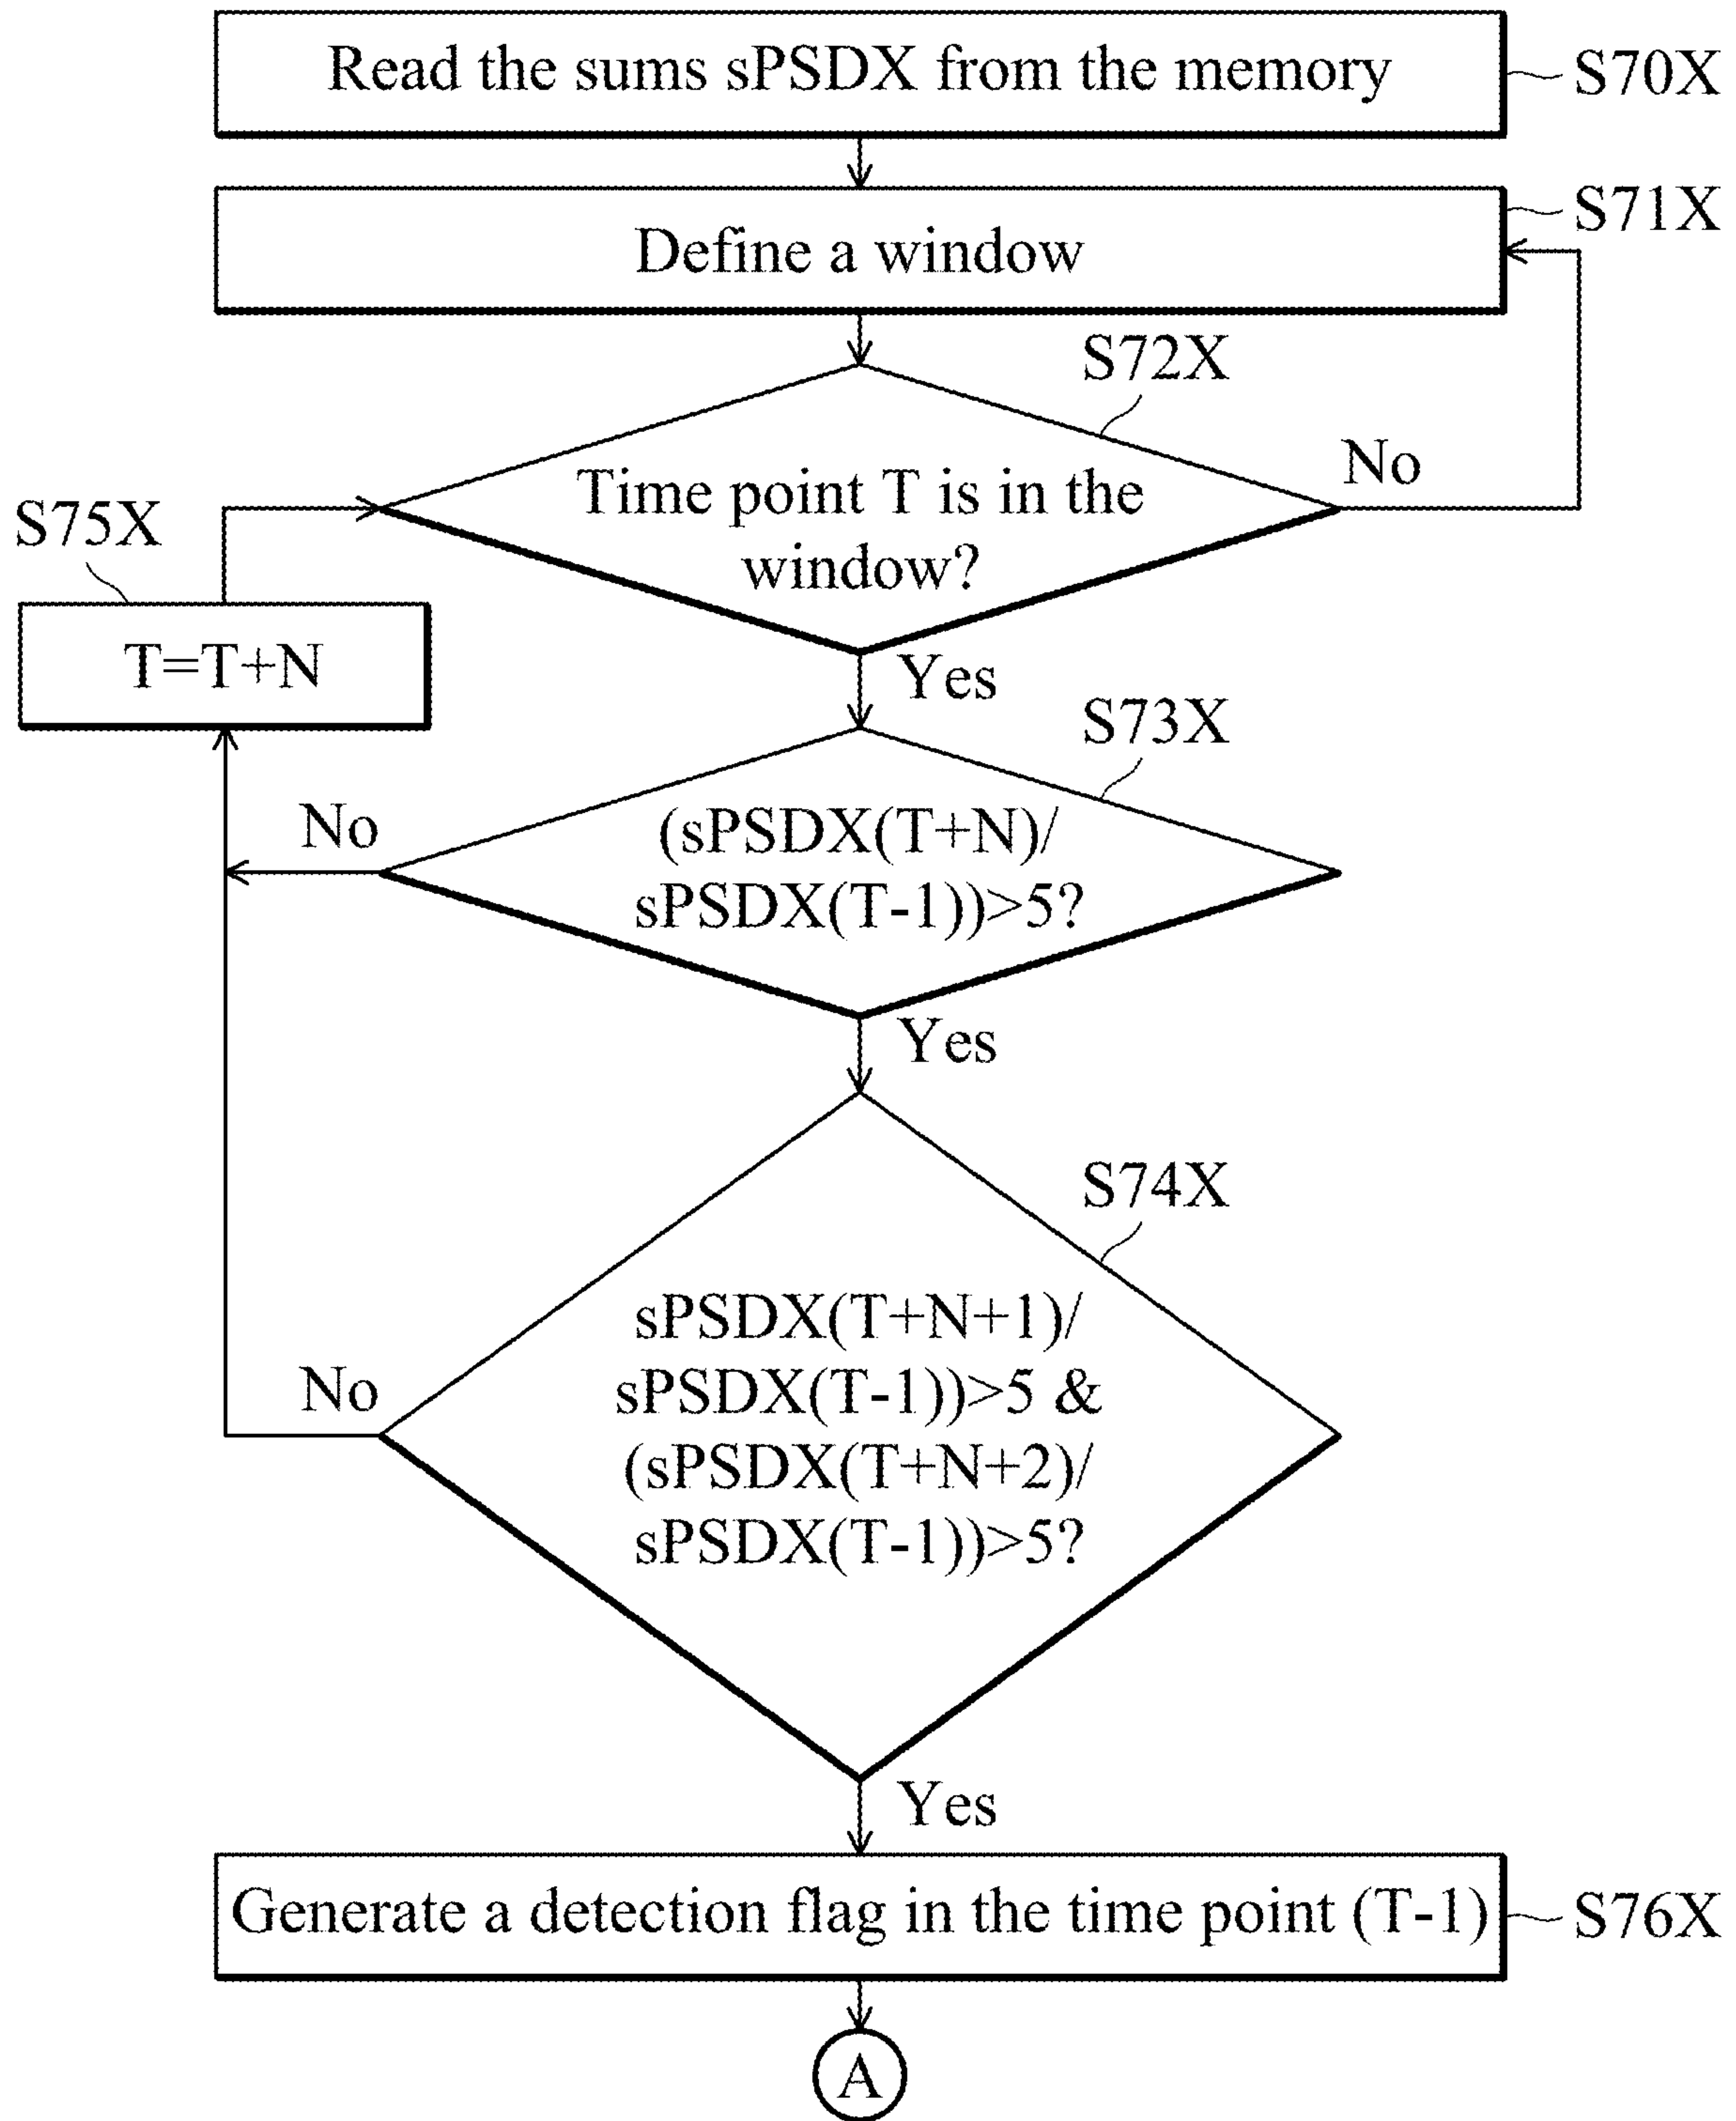 Read the sums sPSDX from the memory
S70X
Define a window
S71X
S72X
Time point T is in the
window?
No
S75X
T=T+N
Yes
S73X
(sPSDX(T+N)/
sPSDX(T-1))>5?
No
Yes
S74X
sPSDX(T+N+1)/
sPSDX(T-1))>5 &
(sPSDX(T+N+2)/
sPSDX(T-1))>5?
No
Yes
Generate a detection flag in the time point (T-1)
S76X
A